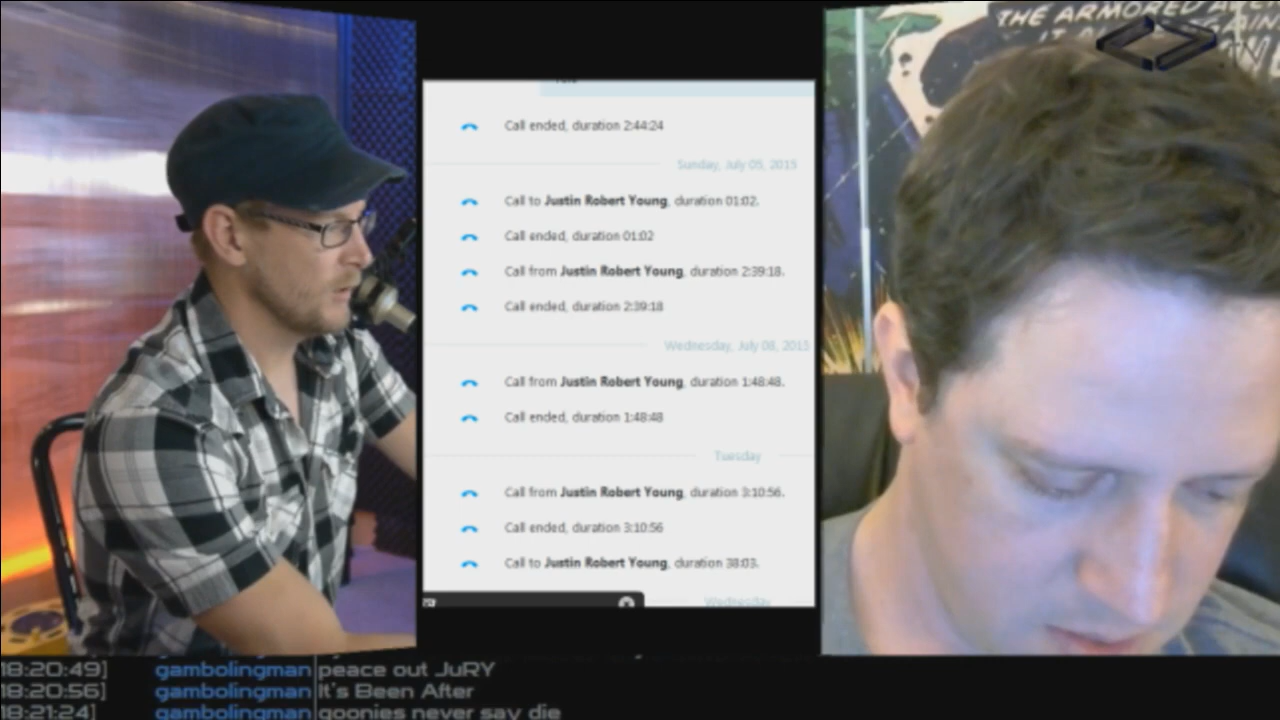 THE ARMORED
Call ended, duration 2:44:24
Sunday, July 05, 2015
Call to Justin Robert Young, duration 01:02.
Call ended, duration 01:02
Call from Justin Robert Young, duration 2:39:18.
Call ended, duration 2:39:18
Wednesday, July 08, 2015
Call from Justin Robert Young, duration 1:48:48.
Call ended, duration 1:48:48
Tuesday
Call from Justin Robert Young, duration 3:10:56.
Call ended, duration 3:10:56
Call to Justin Robert Young, duration 38:03.
Wednesday
18:20:49] gambolingman peace out JuRY
18:20:56] gambolingman It's Been After
18:21:24] gambolingman goonies never say die